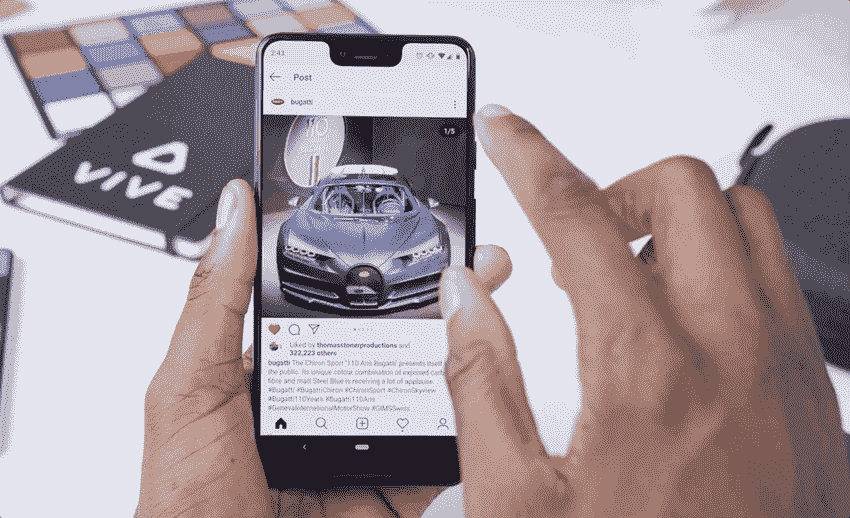 2:43
Post
bugatti
1/5
110
VIVE
Liked by thomasstonerproductions and
322,223 others
bugatti The Chiron Sport "110 Ans Bugatti" presents itself
the public. Its unique colour combination of exposed carb
fibre and matt Steel Blue is receiving a lot of applause.
#Bugatti #BugattiChiron #ChironSport #ChironSkyview
#Bugatti110Years #Bugatti110Ans
#GenevaInternationalMotorShow #GIMSSwiss